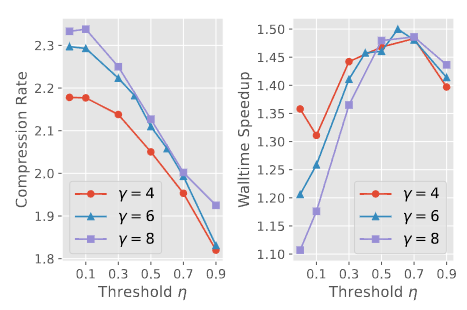 Compression Rate
2.3
2.2
2.1
2.0
1.9
1.8
0.1 0.3 0.5 0.7 0.9
Threshold η
γ = 4
γ = 6
γ = 8
Walltime Speedup
1.50
1.45
1.40
1.35
1.30
1.25
1.20
1.15
1.10
0.1 0.3 0.5 0.7 0.9
Threshold η
γ = 4
γ = 6
γ = 8